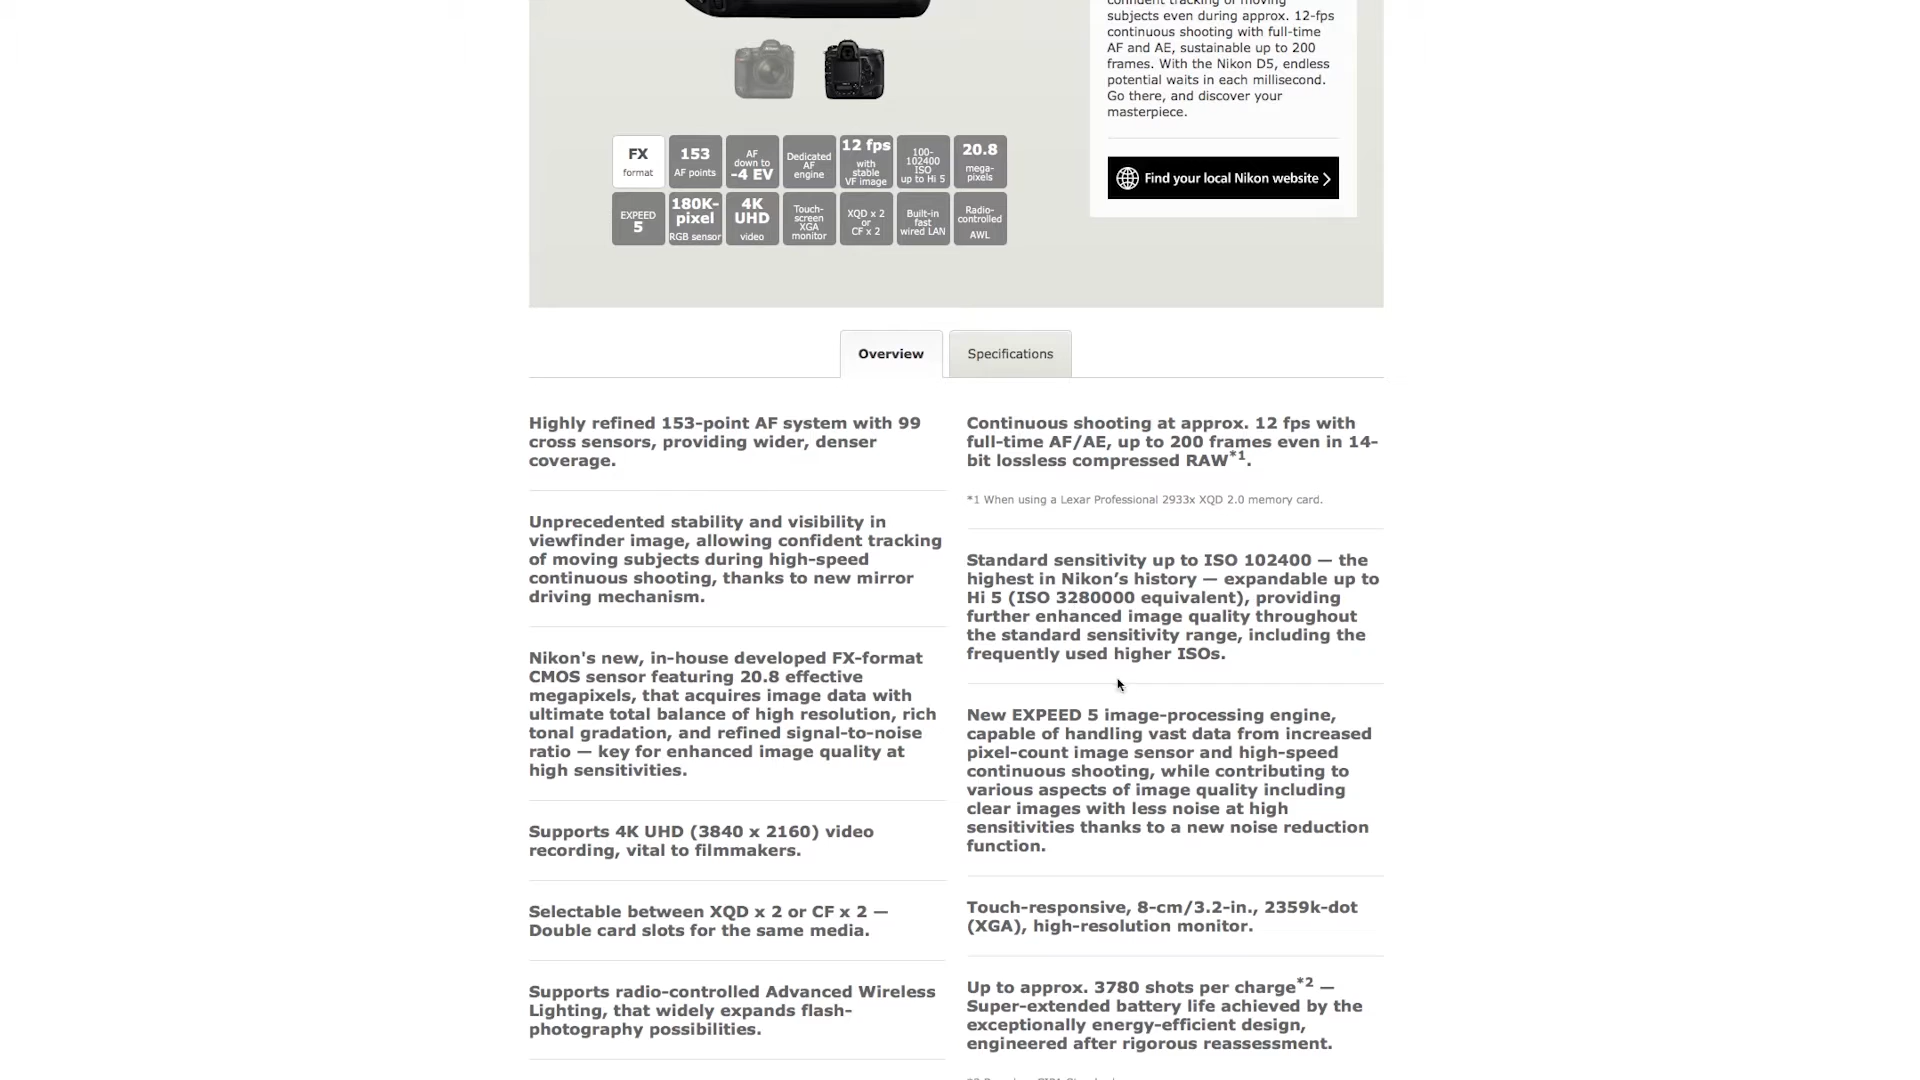 confident tracking of moving
subjects even during approx. 12-fps
continuous shooting with full-time
AF and AE, sustainable up to 200
frames. With the Nikon D5, endless
potential waits in each millisecond.
Go there, and discover your
masterpiece.
Find your local Nikon website
FX
format
153
AF points
AF
down to
-4 EV
Dedicated
AF
engine
12 fps
with
stable
VF image
100-
102400
ISO
up to Hi 5
20.8
mega-
pixels
EXPEED
5
180K-
pixel
RGB sensor
4K
UHD
video
Touch-
screen
XGA
monitor
XQD x 2
or
CF x 2
Built-in
fast
wired LAN
Radio-
controlled
AWL
Overview
Specifications
Highly refined 153-point AF system with 99
cross sensors, providing wider, denser
coverage.
Unprecedented stability and visibility in
viewfinder image, allowing confident tracking
of moving subjects during high-speed
continuous shooting, thanks to new mirror
driving mechanism.
Nikon's new, in-house developed FX-format
CMOS sensor featuring 20.8 effective
megapixels, that acquires image data with
ultimate total balance of high resolution, rich
tonal gradation, and refined signal-to-noise
ratio — key for enhanced image quality at
high sensitivities.
Supports 4K UHD (3840 x 2160) video
recording, vital to filmmakers.
Selectable between XQD x 2 or CF x 2 —
Double card slots for the same media.
Supports radio-controlled Advanced Wireless
Lighting, that widely expands flash-
photography possibilities.
Continuous shooting at approx. 12 fps with
full-time AF/AE, up to 200 frames even in 14-
bit lossless compressed RAW*1.
*1 When using a Lexar Professional 2933x XQD 2.0 memory card.
Standard sensitivity up to ISO 102400 — the
highest in Nikon’s history — expandable up to
Hi 5 (ISO 3280000 equivalent), providing
further enhanced image quality throughout
the standard sensitivity range, including the
frequently used higher ISOs.
New EXPEED 5 image-processing engine,
capable of handling vast data from increased
pixel-count image sensor and high-speed
continuous shooting, while contributing to
various aspects of image quality including
clear images with less noise at high
sensitivities thanks to a new noise reduction
function.
Touch-responsive, 8-cm/3.2-in., 2359k-dot
(XGA), high-resolution monitor.
Up to approx. 3780 shots per charge*2 —
Super-extended battery life achieved by the
exceptionally energy-efficient design,
engineered after rigorous reassessment.